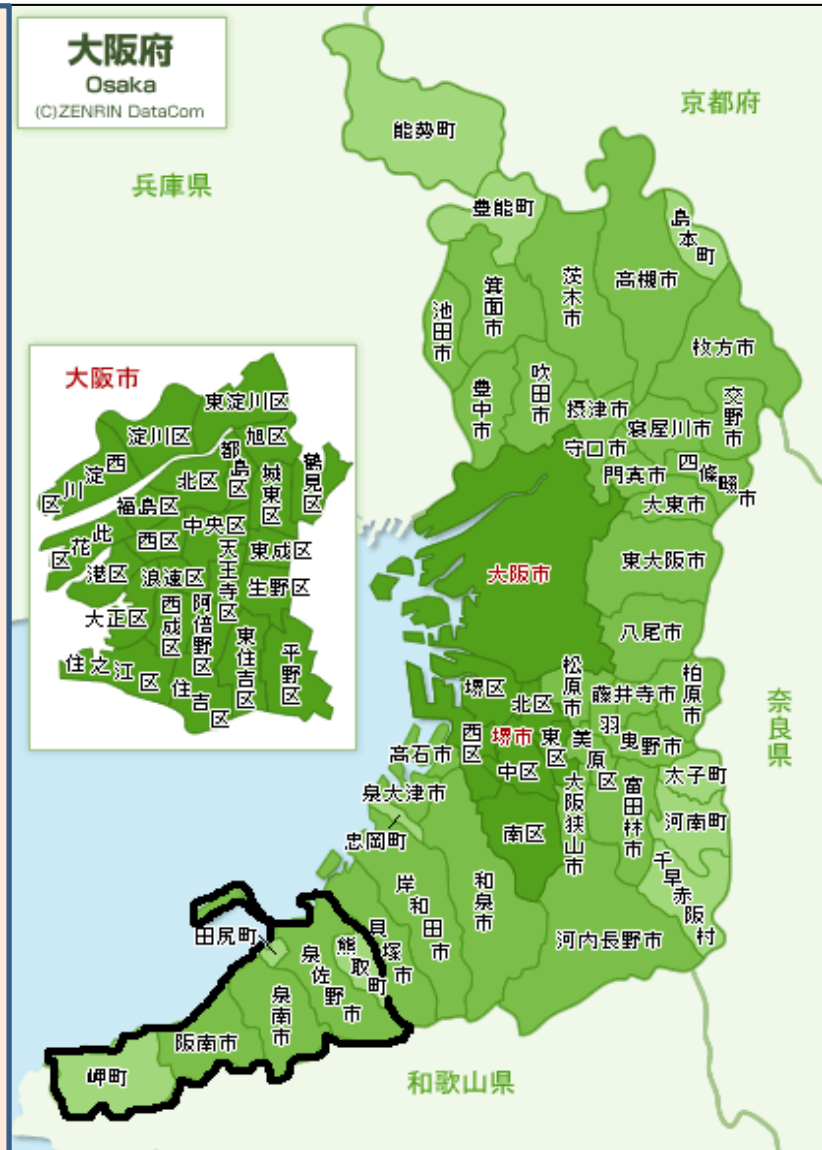 大阪府
Osaka
(C)ZENRIN DataCom
京都府
兵庫県
能勢町
豊能町
島本町
高槻市
茨木市
箕面市
池田市
枚方市
豊中市
吹田市
摂津市
交野市
寝屋川市
守口市
門真市
四條畷市
大東市
東大阪市
大阪市
八尾市
松原市
藤井寺市
柏原市
堺区
北区
西区
堺市
東区
中区
南区
美原区
羽曳野市
大阪狭山市
富田林市
太子町
河南町
千早赤阪村
奈良県
高石市
泉大津市
忠岡町
和泉市
岸和田市
貝塚市
河内長野市
田尻町
熊取町
泉佐野市
泉南市
阪南市
岬町
和歌山県
大阪市
東淀川区
淀川区
旭区
西淀川区
都島区
鶴見区
北区
城東区
福島区
中央区
此花区
西区
東成区
港区
浪速区
天王寺区
生野区
大正区
西成区
阿倍野区
東住吉区
平野区
住之江区
住吉区